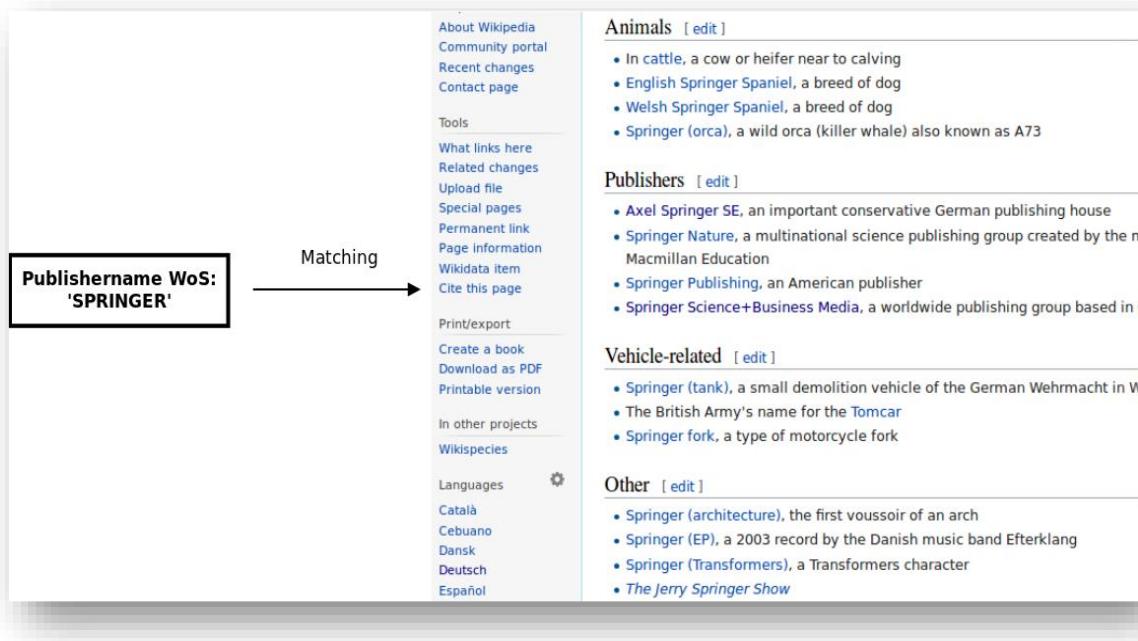 Publishername WoS:
'SPRINGER'
Matching
About Wikipedia
Community portal
Recent changes
Contact page
Tools
What links here
Related changes
Upload file
Special pages
Permanent link
Page information
Wikidata item
Cite this page
Print/export
Create a book
Download as PDF
Printable version
In other projects
Wikispecies
Languages
Català
Cebuano
Dansk
Deutsch
Español
Animals [ edit ]
• In cattle, a cow or heifer near to calving
• English Springer Spaniel, a breed of dog
• Welsh Springer Spaniel, a breed of dog
• Springer (orca), a wild orca (killer whale) also known as A73
Publishers [ edit ]
• Axel Springer SE, an important conservative German publishing house
• Springer Nature, a multinational science publishing group created by the
Macmillan Education
• Springer Publishing, an American publisher
• Springer Science+Business Media, a worldwide publishing group based in
Vehicle-related [ edit ]
• Springer (tank), a small demolition vehicle of the German Wehrmacht in
• The British Army's name for the Tomcar
• Springer fork, a type of motorcycle fork
Other [ edit ]
• Springer (architecture), the first voussoir of an arch
• Springer (EP), a 2003 record by the Danish music band Efterklang
• Springer (Transformers), a Transformers character
• The Jerry Springer Show